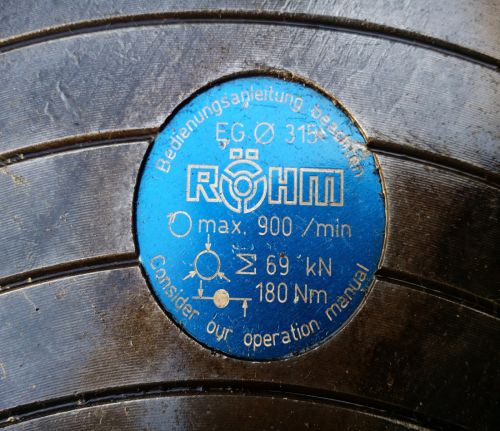 Bedienungsanleitung beachten
EG Ø 315
RÖHM
max. 900 /min
Σ 69 kN
180 Nm
Consider our operation manual